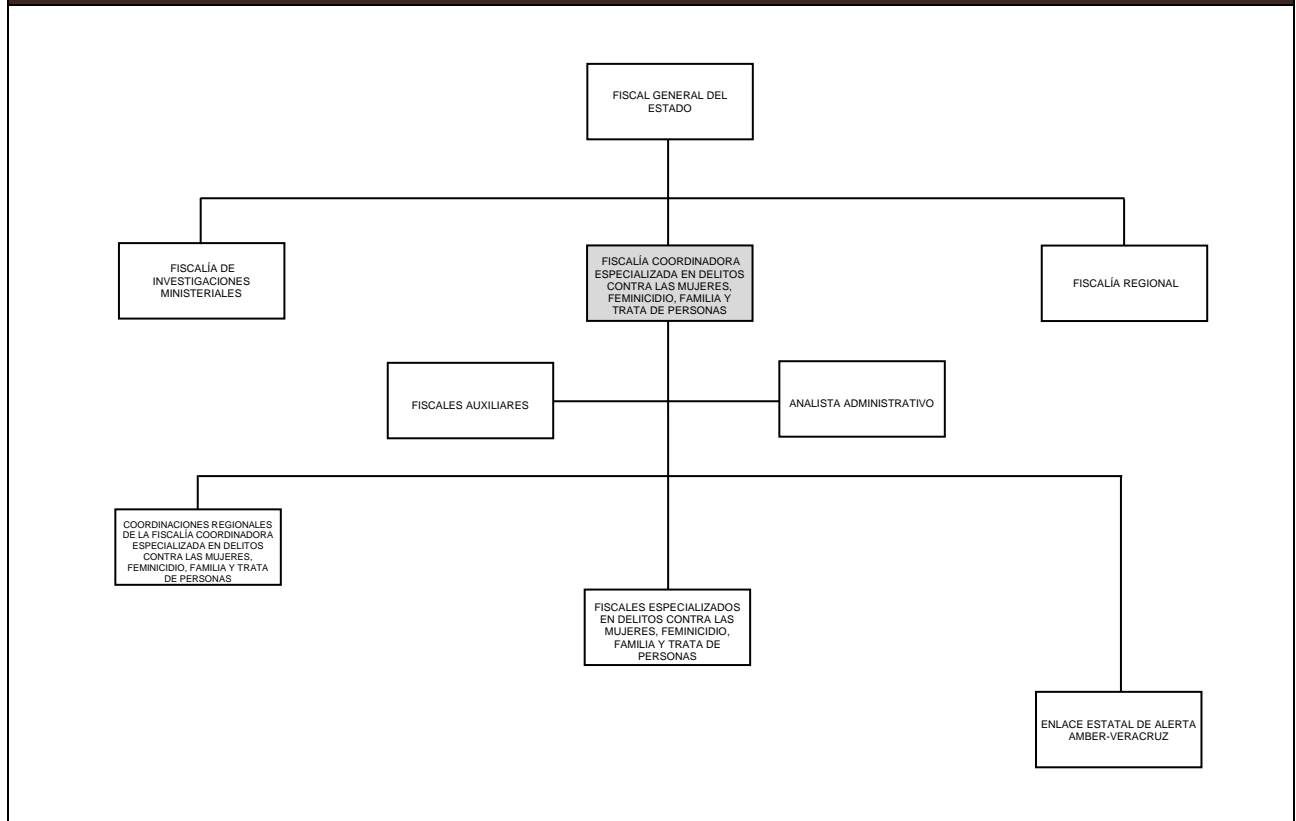 FISCAL GENERAL DEL
ESTADO
FISCALÍA DE
INVESTIGACIONES
MINISTERIALES
FISCALÍA COORDINADORA
ESPECIALIZADA EN DELITOS
CONTRA LAS MUJERES,
FEMINICIDIO, FAMILIA Y
TRATA DE PERSONAS
FISCALÍA REGIONAL
FISCALES AUXILIARES
ANALISTA ADMINISTRATIVO
COORDINACIONES REGIONALES
DE LA FISCALÍA COORDINADORA
ESPECIALIZADA EN DELITOS
CONTRA LAS MUJERES,
FEMINICIDIO, FAMILIA Y TRATA
DE PERSONAS
FISCALES ESPECIALIZADOS
EN DELITOS CONTRA LAS
MUJERES, FEMINICIDIO,
FAMILIA Y TRATA DE
PERSONAS
ENLACE ESTATAL DE ALERTA
AMBER-VERACRUZ